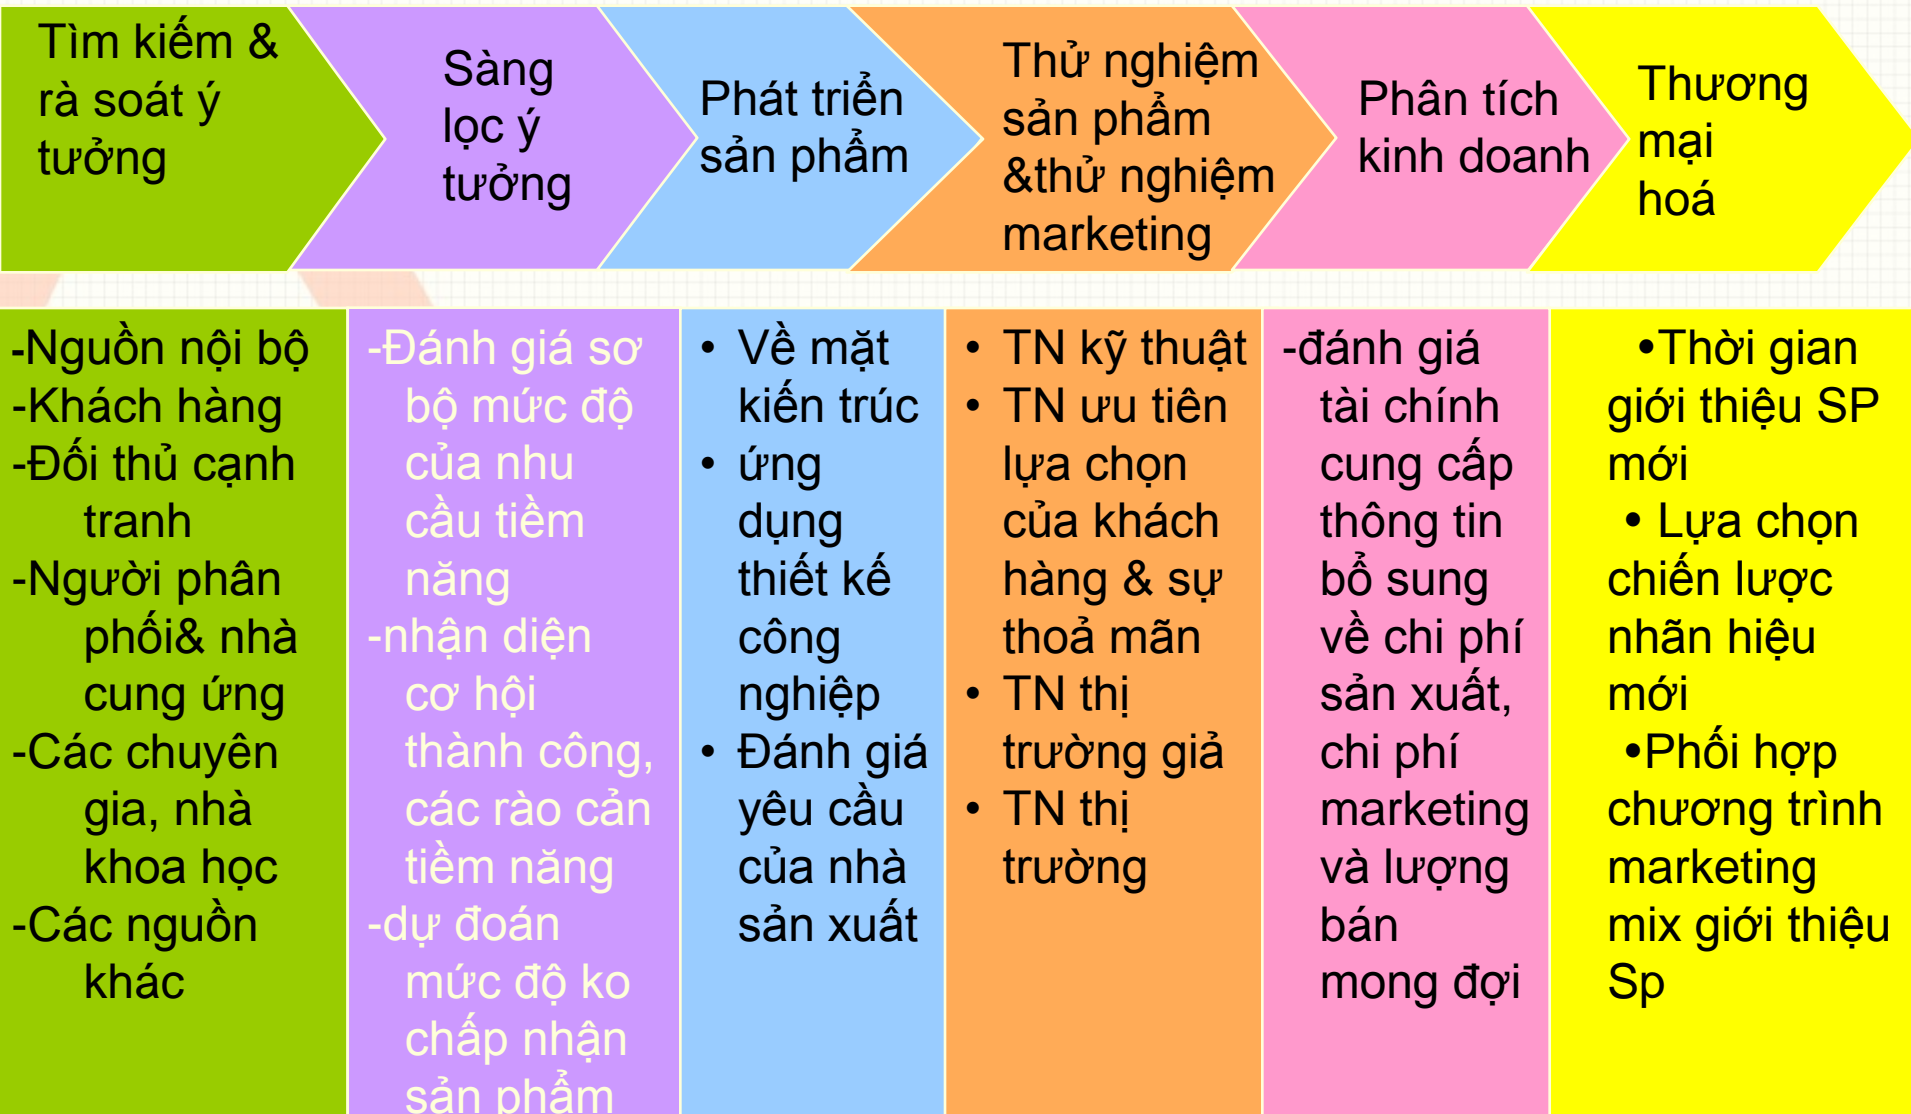 Tìm kiếm &
rà soát ý
tưởng
Sàng
lọc ý
tưởng
Phát triển
sản phẩm
Thử nghiệm
sản phẩm
&thử nghiệm
marketing
Phân tích
kinh doanh
Thương
mại
hoá
-Nguồn nội bộ
-Khách hàng
-Đối thủ cạnh
tranh
-Người phân
phối& nhà
cung ứng
-Các chuyên
gia, nhà
khoa học
-Các nguồn
khác
-Đánh giá sơ
bộ mức độ
của nhu
cầu tiềm
năng
-nhận diện
cơ hội
thành công,
các rào cản
tiềm năng
-dự đoán
mức độ ko
chấp nhận
sản phẩm
• Về mặt
kiến trúc
• ứng
dụng
thiết kế
công
nghiệp
• Đánh giá
yêu cầu
của nhà
sản xuất
• TN kỹ thuật
• TN ưu tiên
lựa chọn
của khách
hàng & sự
thoả mãn
• TN thị
trường giả
• TN thị
trường
-đánh giá
tài chính
cung cấp
thông tin
bổ sung
về chi phí
sản xuất,
chi phí
marketing
và lượng
bán
mong đợi
•Thời gian
giới thiệu SP
mới
• Lựa chọn
chiến lược
nhãn hiệu
mới
•Phối hợp
chương trình
marketing
mix giới thiệu
Sp